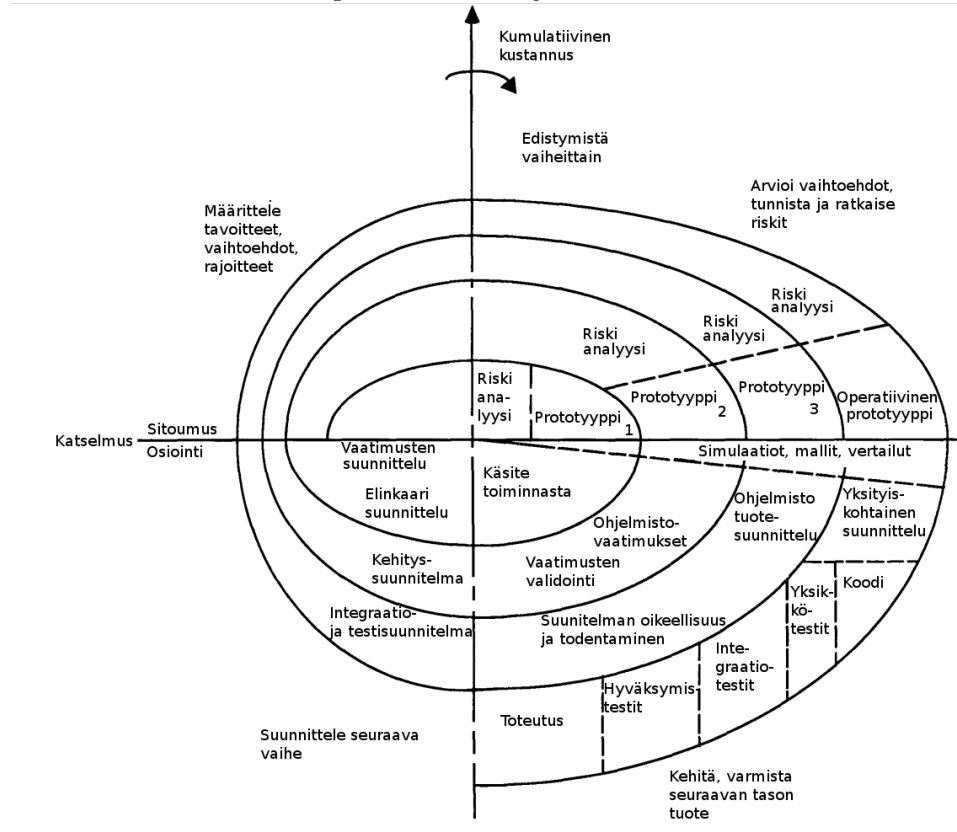 Kumulatiivinen
kustannus
Edistymistä
vaiheittain
Arvioi vaihtoehdot,
tunnista ja ratkaise
riskit
Määrittele
tavoitteet,
vaihtoehdot,
rajoitteet
Riski
analyysi
Riski
analyysi
Riski
analyysi
Riski
ana-
lyysi
Prototyyppi
1
Prototyyppi
2
Prototyyppi
3
Operatiivinen
prototyyppi
Katselmus
Sitoumus
Osiointi
Vaatimusten
suunnittelu
Elinkaari
suunnittelu
Käsite
toiminnasta
Simulaatiot, mallit, vertailut
Ohjelmisto-
vaatimukset
Ohjelmisto
tuote-
suunnittelu
Yksityis-
kohtainen
suunnittelu
Kehitys-
suunnitelma
Vaatimusten
validointi
Integraatio-
ja testisuunnitelma
Suunitelman oikeellisuus
ja todentaminen
Yksik-
kö-
testit
Koodi
Inte-
graatio-
testit
Hyväksymis-
testit
Toteutus
Suunnittele seuraava
vaihe
Kehitä, varmista
seuraavan tason
tuote